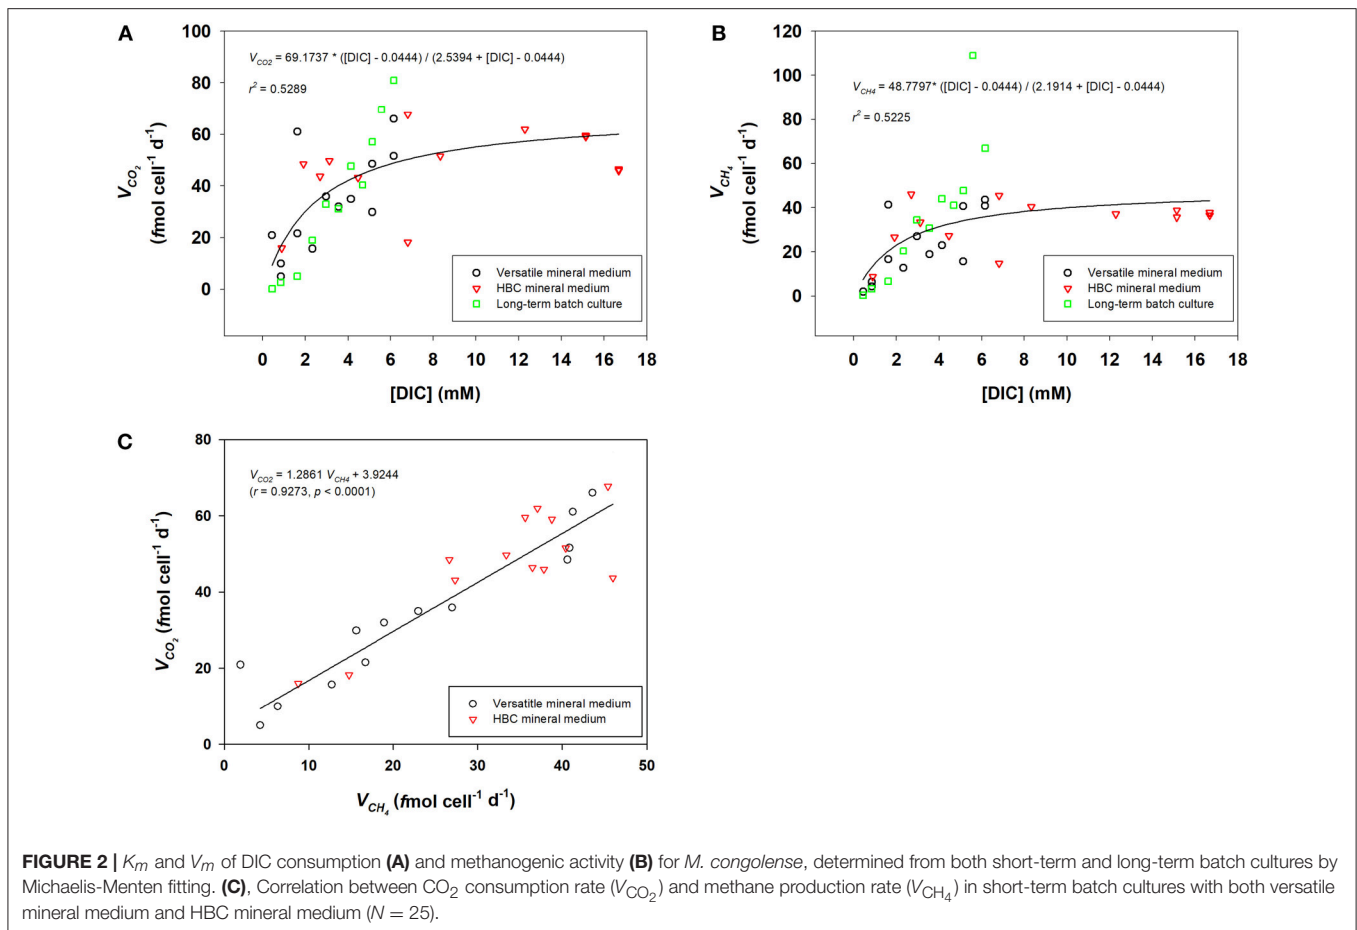 A
V_CO2 = 69.1737 * ([DIC] - 0.0444) / (2.5394 + [DIC] - 0.0444)
r² = 0.5289
100
80
60
40
20
0
V_CO₂
(fmol cell⁻¹ d⁻¹)
Versatile mineral medium
HBC mineral medium
Long-term batch culture
0 2 4 6 8 10 12 14 16 18
[DIC] (mM)
B
V_CH4 = 48.7797* ([DIC] - 0.0444) / (2.1914 + [DIC] - 0.0444)
r² = 0.5225
120
100
80
60
40
20
0
V_CH₄
(fmol cell⁻¹ d⁻¹)
Versatile mineral medium
HBC mineral medium
Long-term batch culture
0 2 4 6 8 10 12 14 16 18
[DIC] (mM)
C
V_CO2 = 1.2861 V_CH4 + 3.9244
(r = 0.9273, p < 0.0001)
80
60
40
20
0
V_CO₂ (fmol cell⁻¹ d⁻¹)
Versatitle mineral medium
HBC mineral medium
0 10 20 30 40 50
V_CH₄ (fmol cell⁻¹ d⁻¹)
FIGURE 2 | K_m and V_m of DIC consumption (A) and methanogenic activity (B) for M. congolense, determined from both short-term and long-term batch cultures by
Michaelis-Menten fitting. (C), Correlation between CO₂ consumption rate (V_CO₂) and methane production rate (V_CH₄) in short-term batch cultures with both versatile
mineral medium and HBC mineral medium (N = 25).